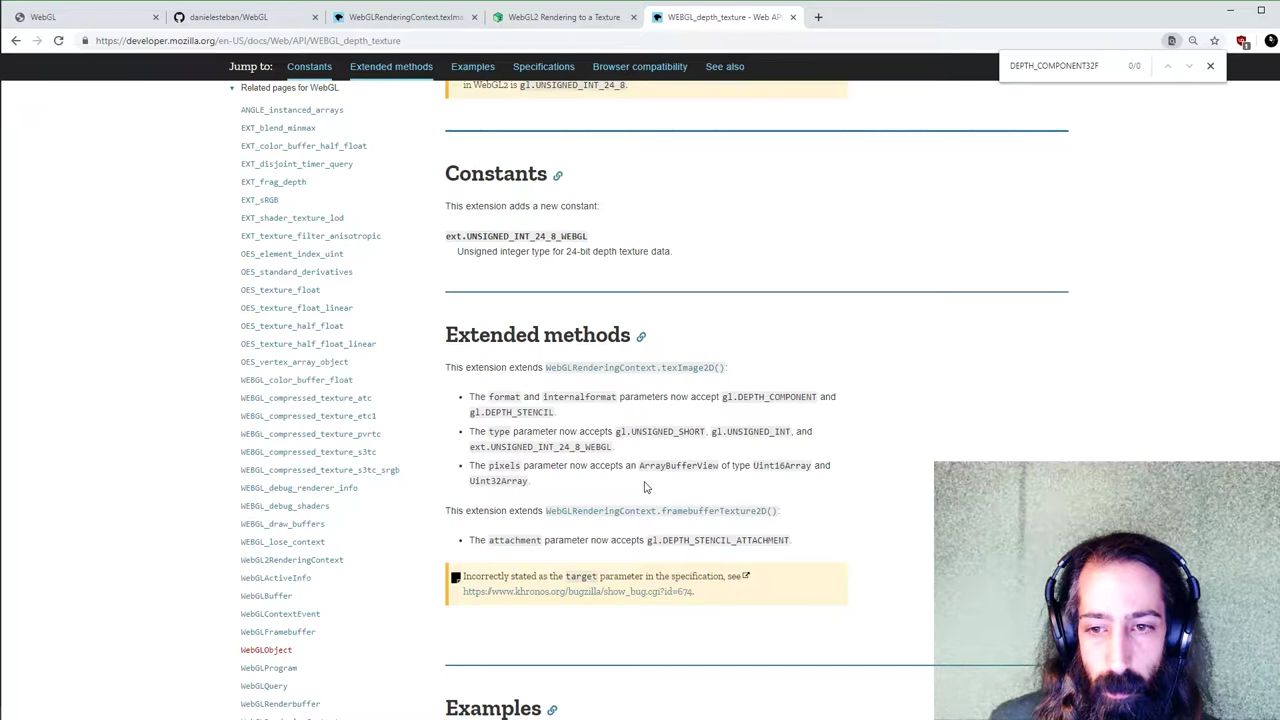 WebGL
danielesteban/WebGL
WebGLRenderingContext.texIma
WebGL2 Rendering to a Texture
WEBGL_depth_texture - Web AP
https://developer.mozilla.org/en-US/docs/Web/API/WEBGL_depth_texture
Jump to: Constants Extended methods Examples Specifications Browser compatibility See also
DEPTH_COMPONENT32F 0/0
Related pages for WebGL
ANGLE_instanced_arrays
EXT_blend_minmax
EXT_color_buffer_half_float
EXT_disjoint_timer_query
EXT_frag_depth
EXT_sRGB
EXT_shader_texture_lod
EXT_texture_filter_anisotropic
OES_element_index_uint
OES_standard_derivatives
OES_texture_float
OES_texture_float_linear
OES_texture_half_float
OES_texture_half_float_linear
OES_vertex_array_object
WEBGL_color_buffer_float
WEBGL_compressed_texture_atc
WEBGL_compressed_texture_etc1
WEBGL_compressed_texture_pvrtc
WEBGL_compressed_texture_s3tc
WEBGL_compressed_texture_s3tc_srgb
WEBGL_debug_renderer_info
WEBGL_debug_shaders
WEBGL_draw_buffers
WEBGL_lose_context
WebGL2RenderingContext
WebGLActiveInfo
WebGLBuffer
WebGLContextEvent
WebGLFramebuffer
WebGLObject
WebGLProgram
WebGLQuery
WebGLRenderbuffer
in WebGL2 is gl.UNSIGNED_INT_24_8.
Constants
This extension adds a new constant:
ext.UNSIGNED_INT_24_8_WEBGL
Unsigned integer type for 24-bit depth texture data.
Extended methods
This extension extends WebGLRenderingContext.texImage2D():
• The format and internalformat parameters now accept gl.DEPTH_COMPONENT and
gl.DEPTH_STENCIL.
• The type parameter now accepts gl.UNSIGNED_SHORT, gl.UNSIGNED_INT, and
ext.UNSIGNED_INT_24_8_WEBGL.
• The pixels parameter now accepts an ArrayBufferView of type Uint16Array and
Uint32Array.
This extension extends WebGLRenderingContext.framebufferTexture2D():
• The attachment parameter now accepts gl.DEPTH_STENCIL_ATTACHMENT.
Incorrectly stated as the target parameter in the specification, see
https://www.khronos.org/bugzilla/show_bug.cgi?id=674.
Examples